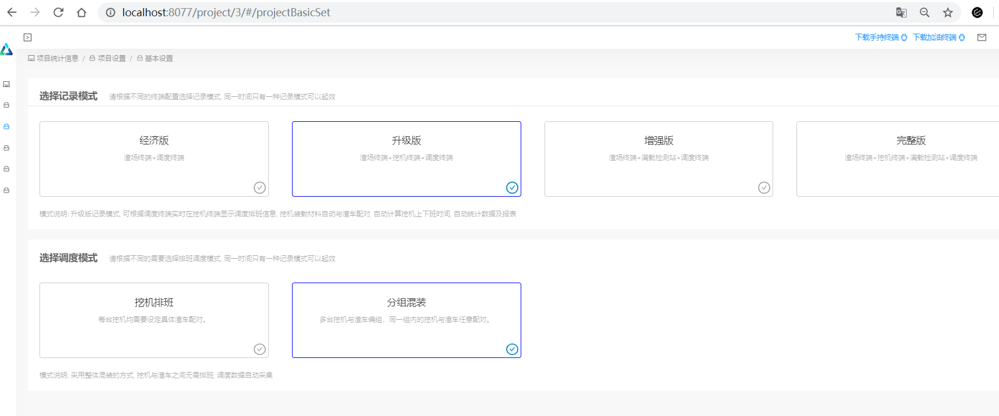 localhost:8077/project/3/#/projectBasicSet
下载手持终端 下载加油终端
项目统计信息 / 项目设置 / 基本设置
选择记录模式 请根据不同的终端配置选择记录模式, 同一时间只有一种记录模式可以起效
经济版
渣场终端+调度终端
升级版
渣场终端+挖机终端+调度终端
增强版
渣场终端+满载检测站+调度终端
完整版
渣场终端+挖机终端+满载检测站+调度终端
模式说明: 升级版记录模式, 可根据调度终端实时在挖机终端显示调度排班信息, 挖机装载材料自动与渣车配对, 自动计算挖机上下班时间, 自动统计数据及报表
选择调度模式 请根据不同的需要选择排班调度模式, 同一时间只有一种记录模式可以起效
挖机排班
每台挖机均需要设定具体渣车配对。
分组混装
多台挖机与渣车编组，同一组内的挖机与渣车任意配对。
模式说明: 采用整体混装的方式, 挖机与渣车之间无需排班, 调度数据自动采集